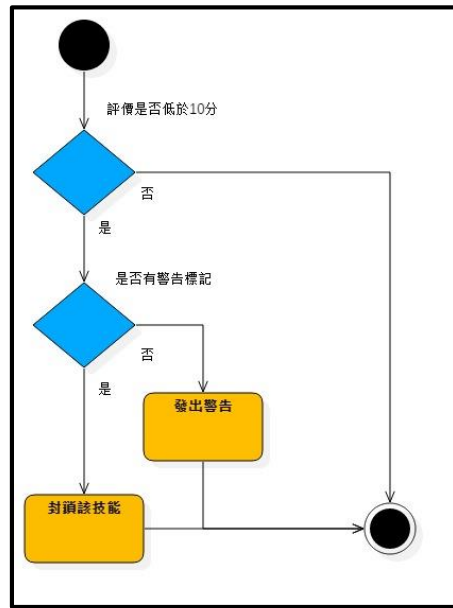 評價是否低於10分
否
是
是否有警告標記
否
是
發出警告
封鎖該技能